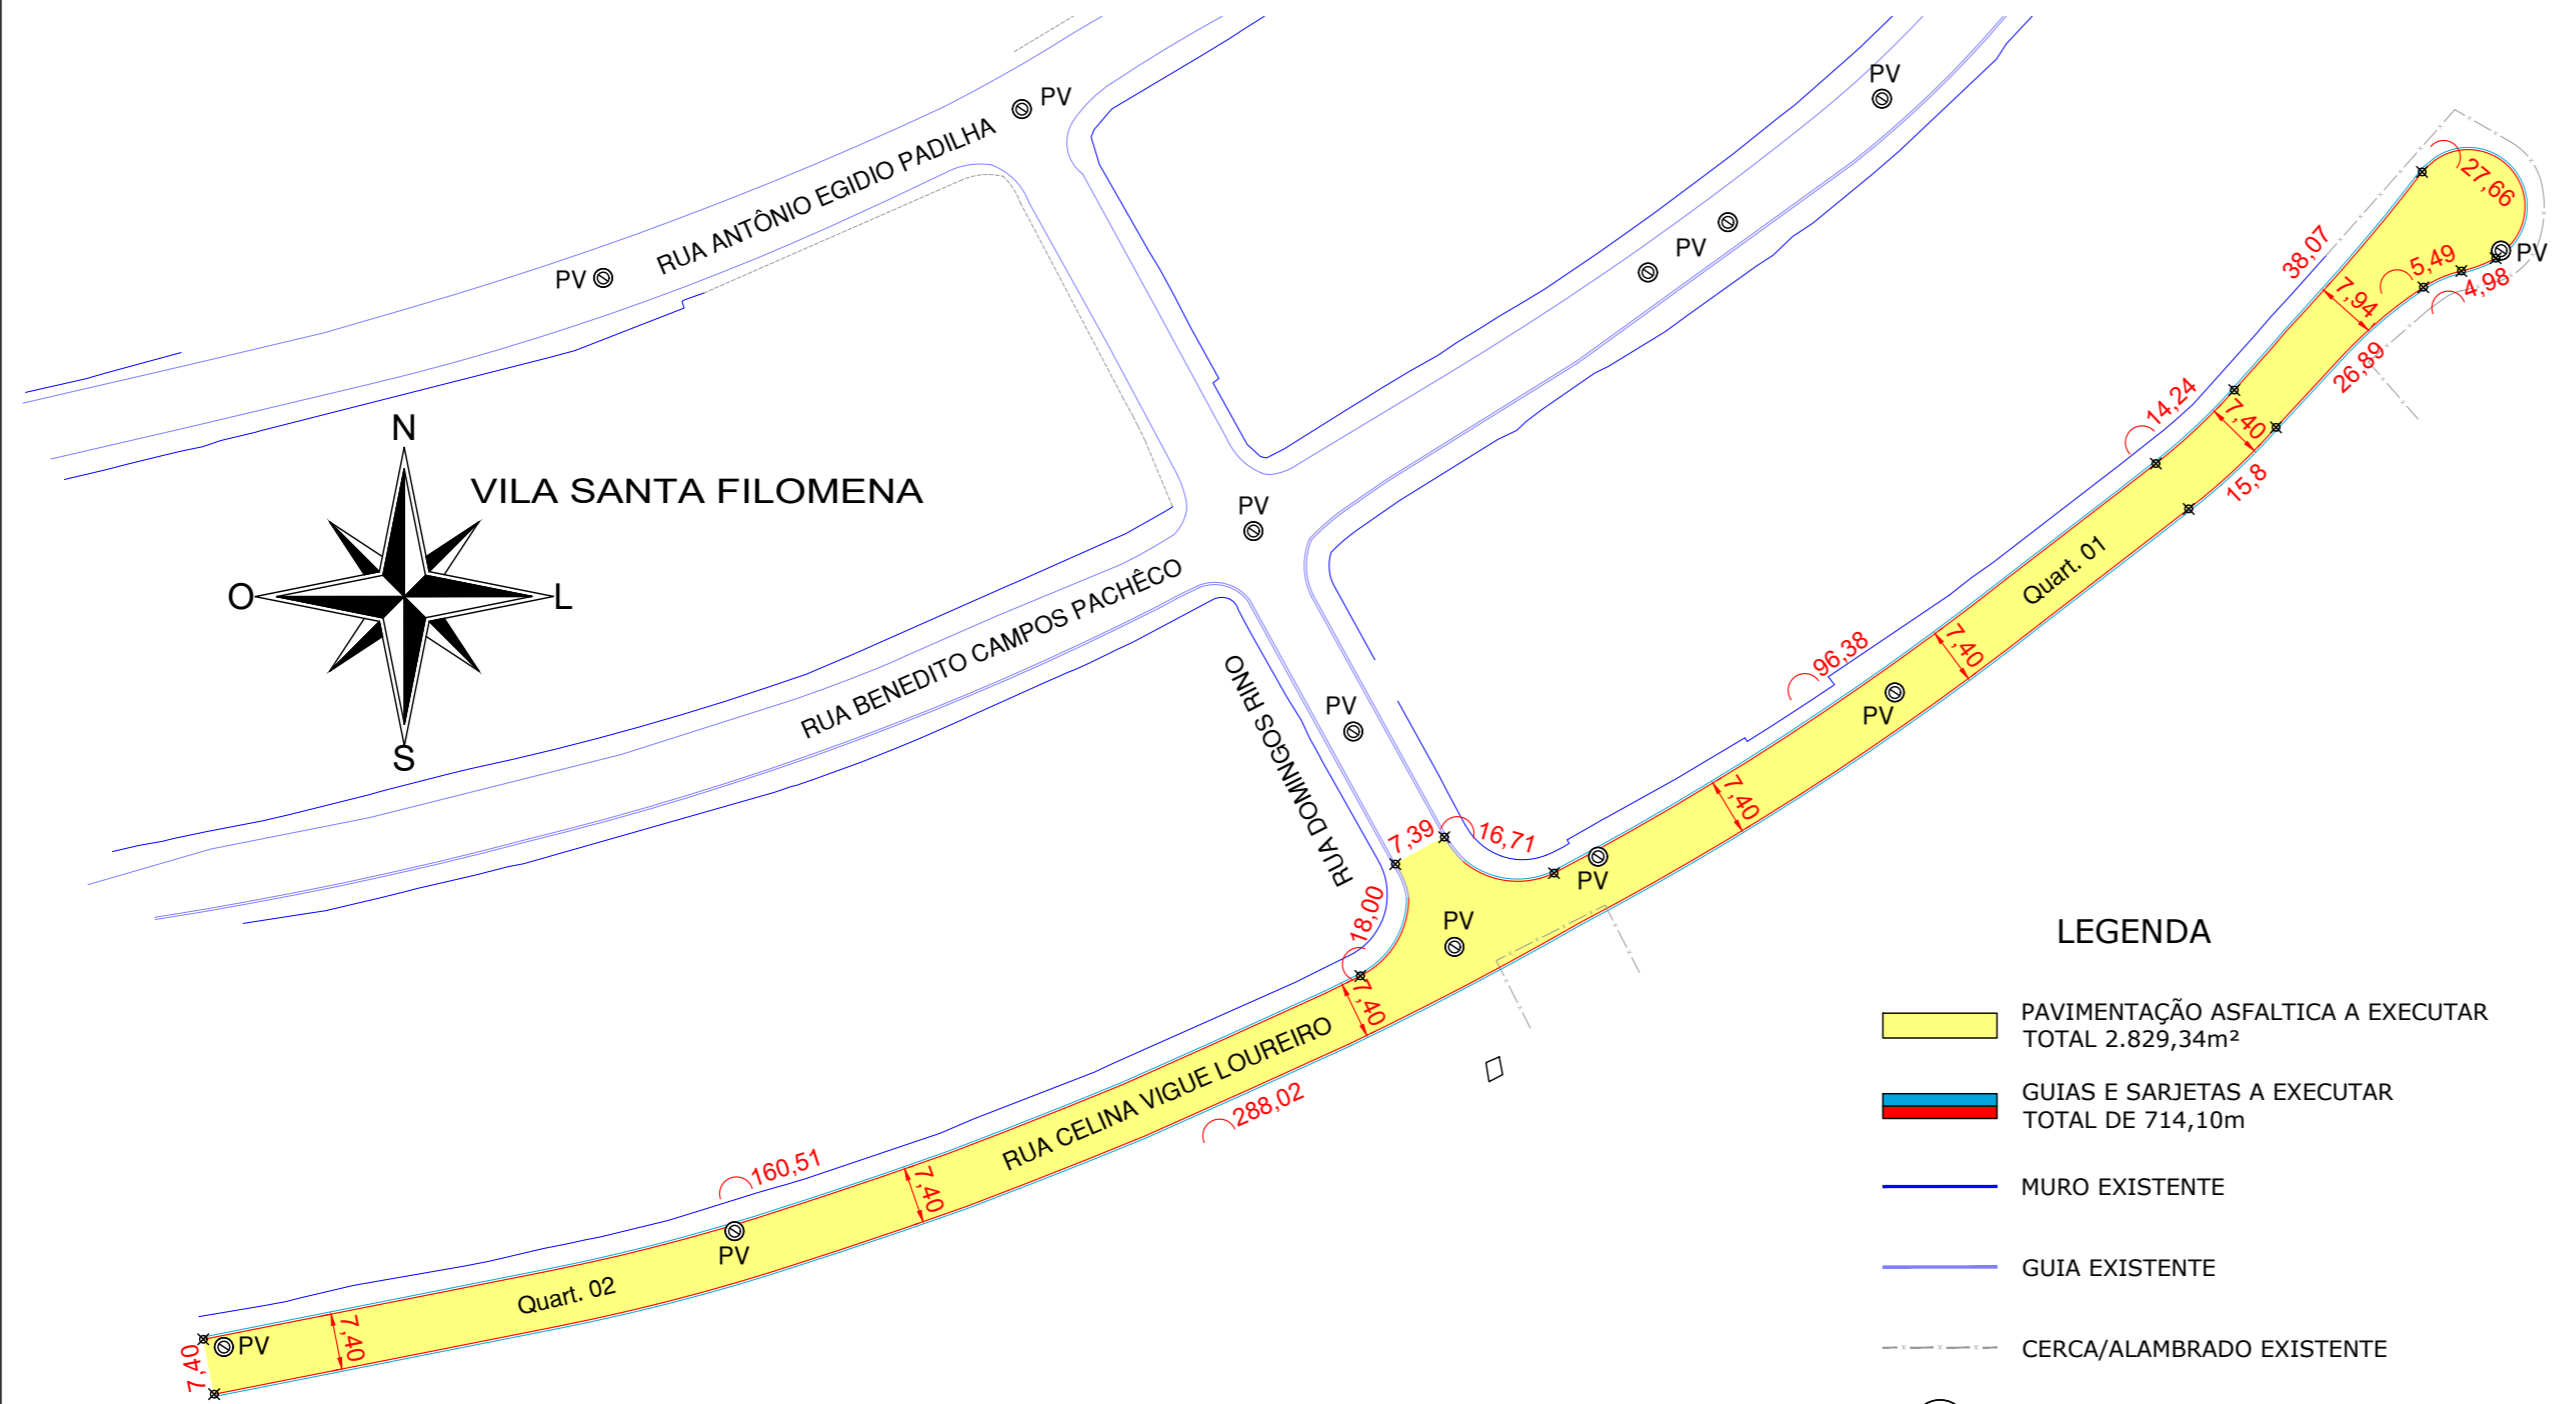 PV
RUA ANTÔNIO EGIDIO PADILHA
PV
PV
PV
PV
27,66
PV
38,07
5,49
4,98
7,94
26,89
14,24
7,40
15,8
N
O
L
S
VILA SANTA FILOMENA
PV
RUA BENEDITO CAMPOS PACHÊCO
RUA DOMINGOS RINO
PV
Quart. 01
96,38
7,40
PV
7,40
7,39
16,71
PV
18,00
PV
7,40
RUA CELINA VIGUE LOUREIRO
288,02
160,51
7,40
PV
Quart. 02
7,40
PV
7,40
LEGENDA
PAVIMENTAÇÃO ASFALTICA A EXECUTAR
TOTAL 2.829,34m²
GUIAS E SARJETAS A EXECUTAR
TOTAL DE 714,10m
MURO EXISTENTE
GUIA EXISTENTE
CERCA/ALAMBRADO EXISTENTE